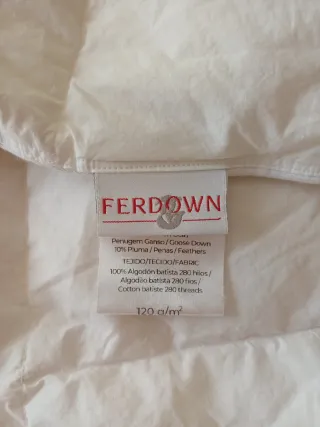 FERDOWN
Penugem Ganso / Goose Down
10% Pluma / Penas / Feathers
TEJIDO/TECIDO/FABRIC
100% Algodón batista 280 hilos /
Algodão batista 280 fios /
Cotton batiste 280 threads
120 g/m²